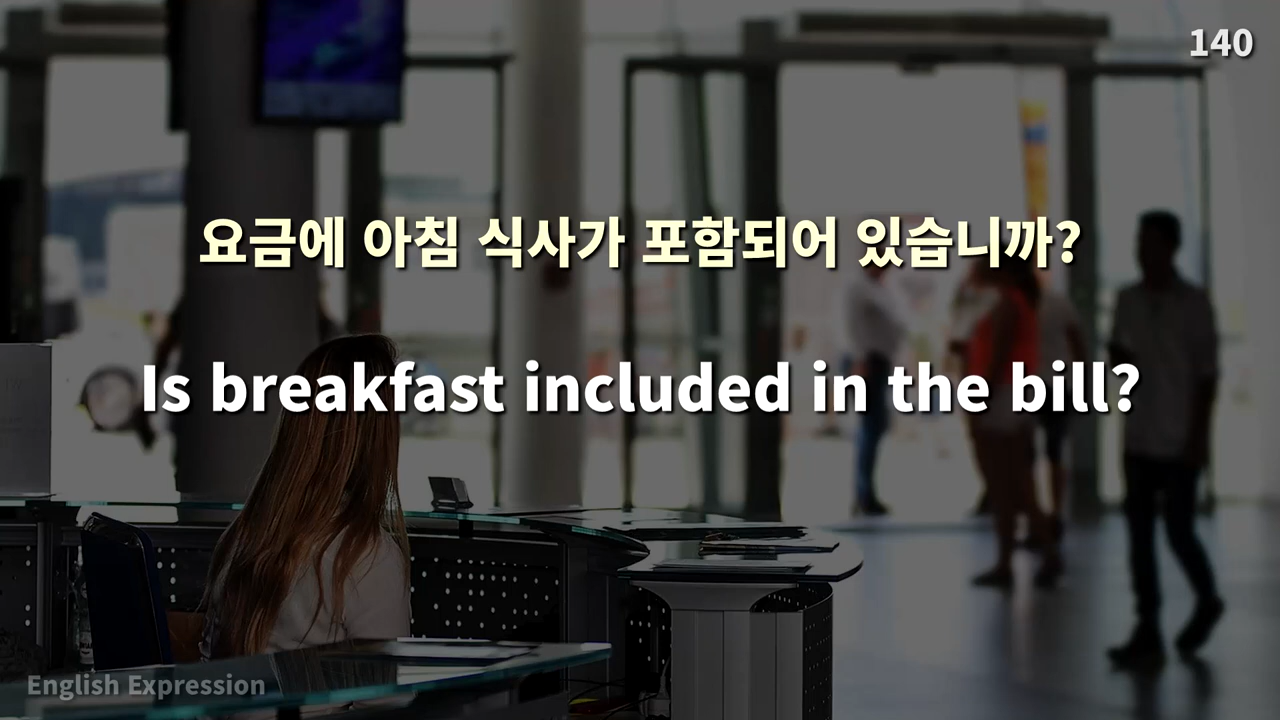 140
요금에 아침 식사가 포함되어 있습니까?
Is breakfast included in the bill?
English Expression